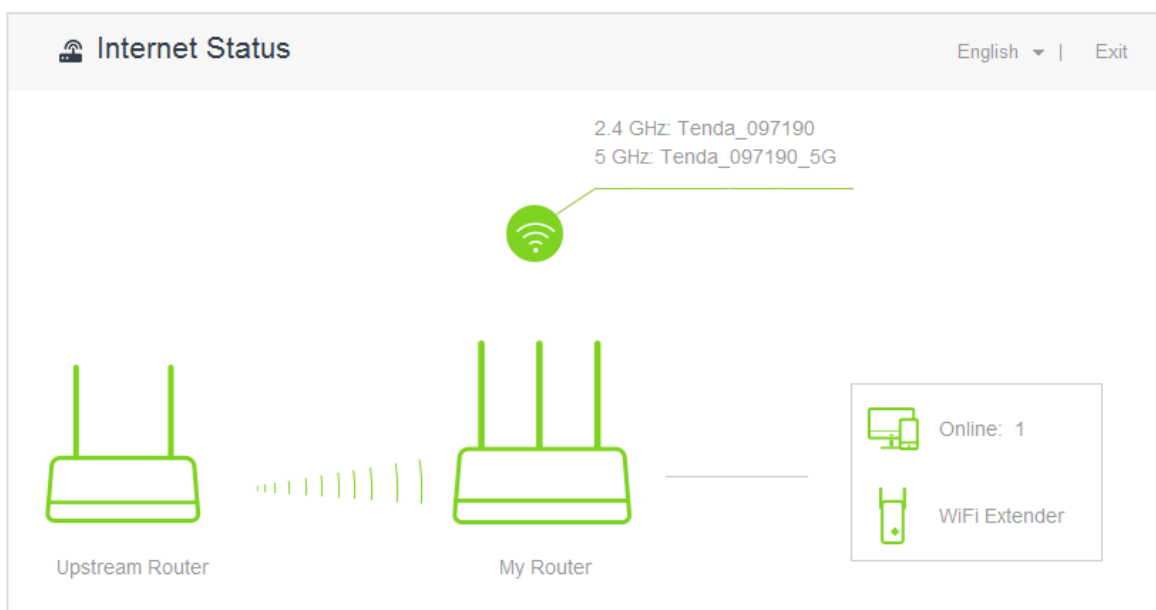 Internet Status
English | Exit
2.4 GHz: Tenda_097190
5 GHz: Tenda_097190_5G
Online: 1
WiFi Extender
Upstream Router
My Router